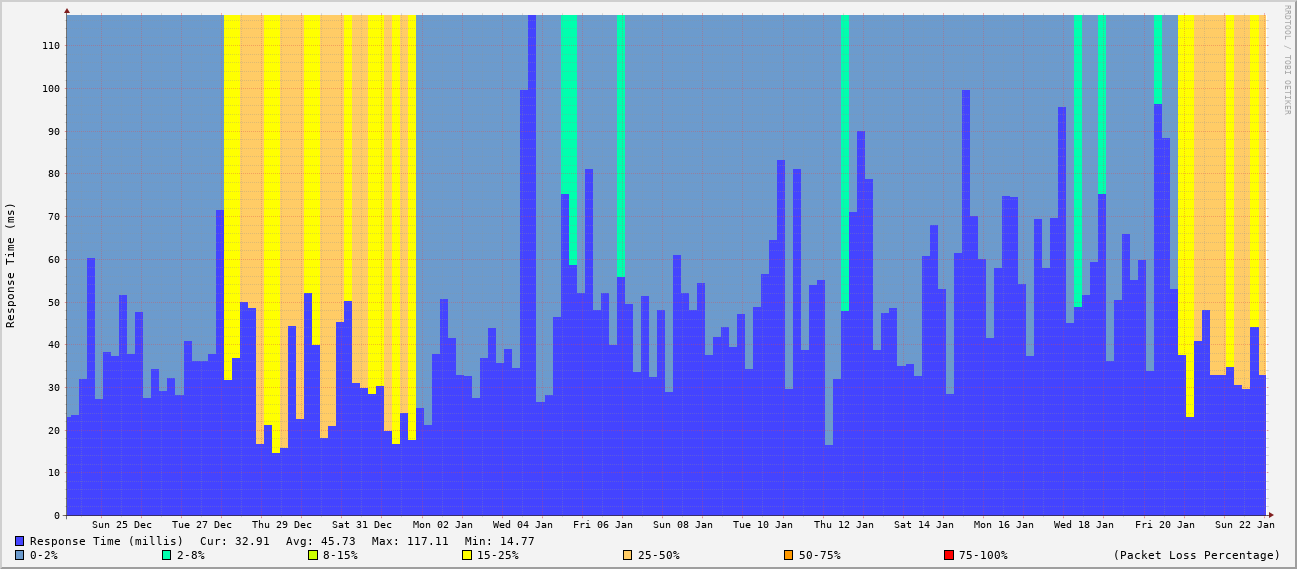 RRDTOOL / TOBI OETIKER
Response Time (ms)
110
100
90
80
70
60
50
40
30
20
10
0
Sun 25 Dec Tue 27 Dec Thu 29 Dec Sat 31 Dec Mon 02 Jan Wed 04 Jan Fri 06 Jan Sun 08 Jan Tue 10 Jan Thu 12 Jan Sat 14 Jan Mon 16 Jan Wed 18 Jan Fri 20 Jan Sun 22 Jan
Response Time (millis) Cur: 32.91 Avg: 45.73 Max: 117.11 Min: 14.77
0-2% 2-8% 8-15% 15-25% 25-50% 50-75% 75-100% (Packet Loss Percentage)